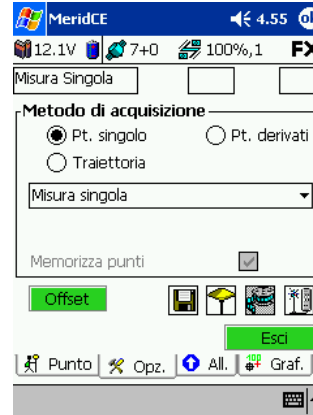 MeridCE 4.55 ok
12.1V 7+0 100%,1 FX
Misura Singola
Metodo di acquisizione
Pt. singolo Pt. derivati
Traiettoria
Misura singola
Memorizza punti
Offset
Esci
Punto Opz. All. Graf.